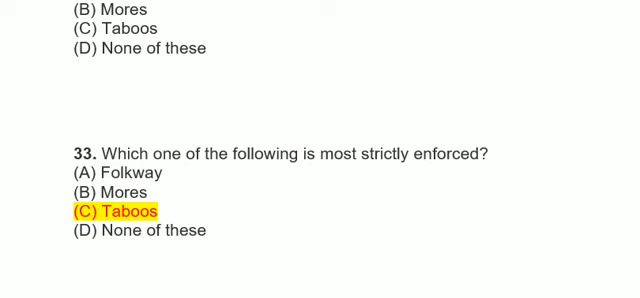 (B) Mores
(C) Taboos
(D) None of these
33. Which one of the following is most strictly enforced?
(A) Folkway
(B) Mores
(C) Taboos
(D) None of these